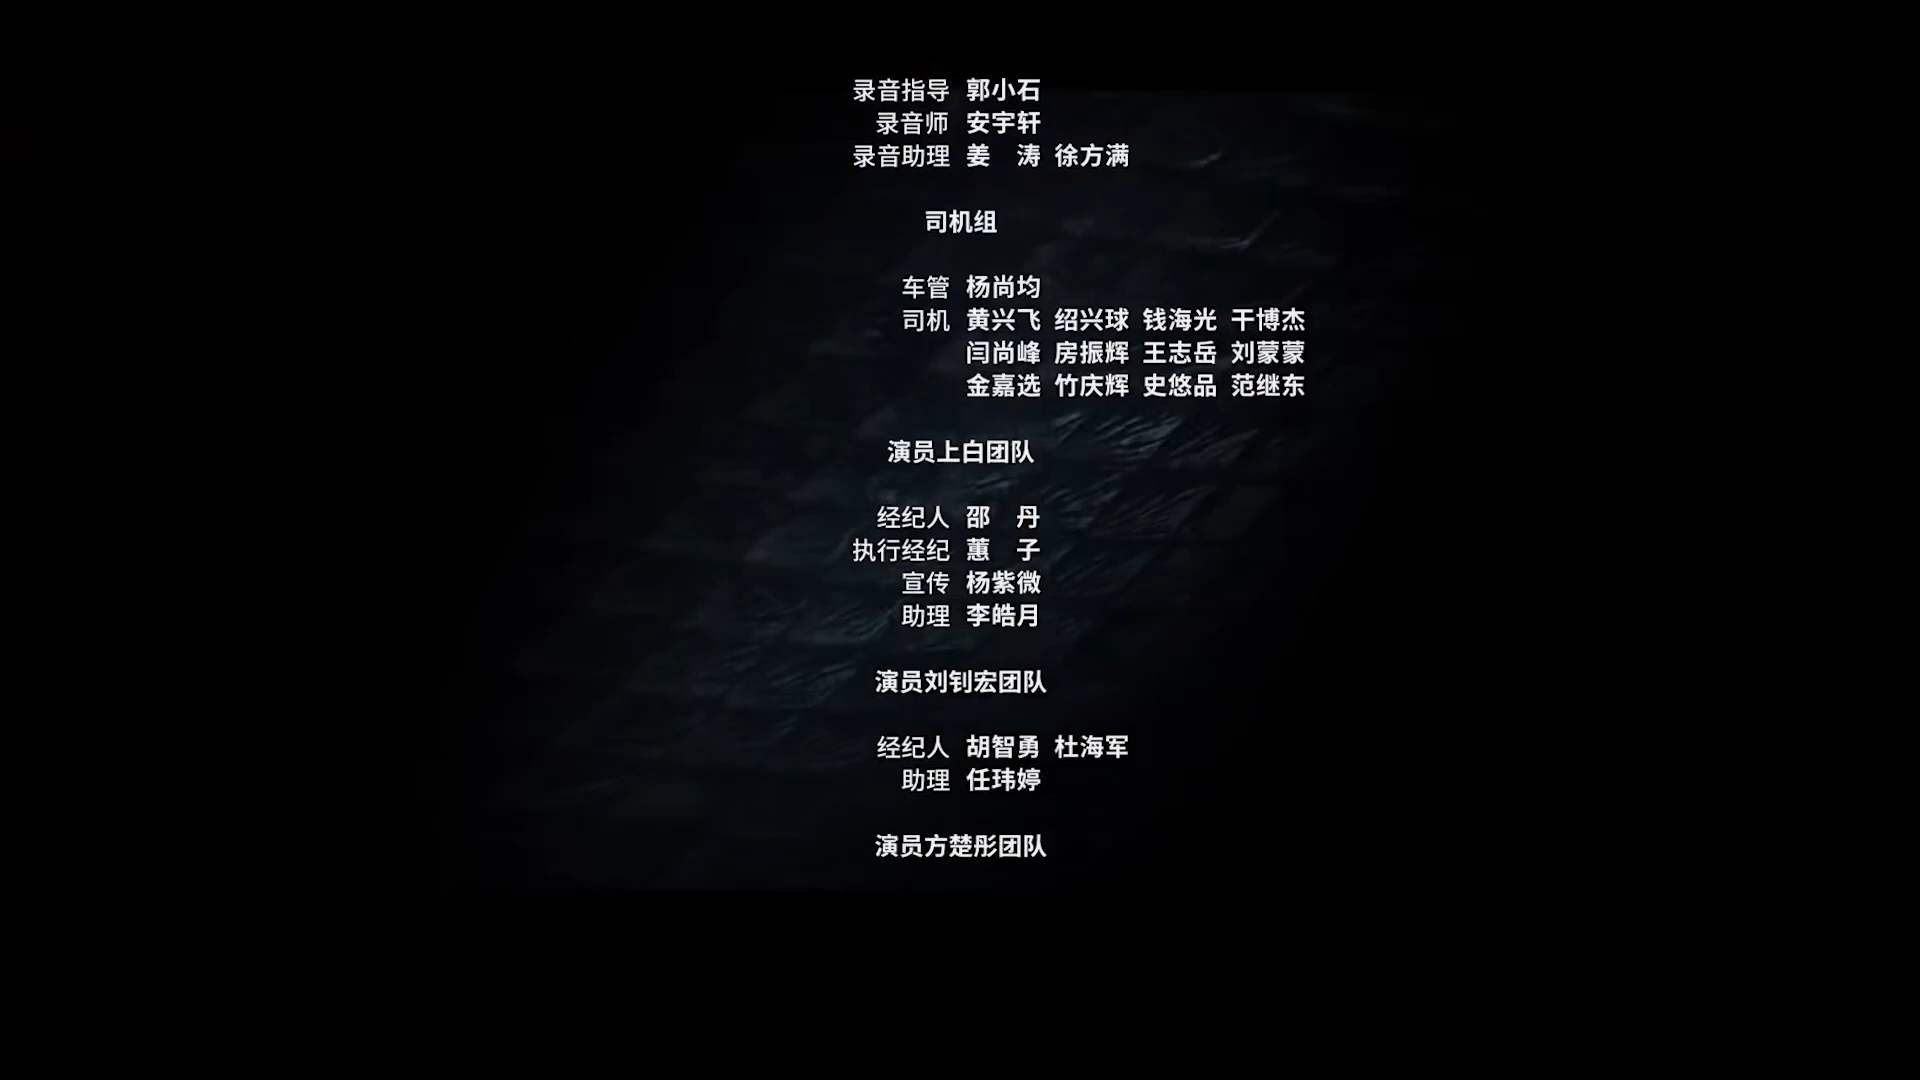 录音指导 郭小石
录音师 安宇轩
录音助理 姜　涛 徐方满
司机组
车管 杨尚均
司机 黄兴飞 绍兴球 钱海光 干博杰
闫尚峰 房振辉 王志岳 刘蒙蒙
金嘉选 竹庆辉 史悠品 范继东
演员上白团队
经纪人 邵　丹
执行经纪 蕙　子
宣传 杨紫微
助理 李皓月
演员刘钊宏团队
经纪人 胡智勇 杜海军
助理 任玮婷
演员方楚彤团队